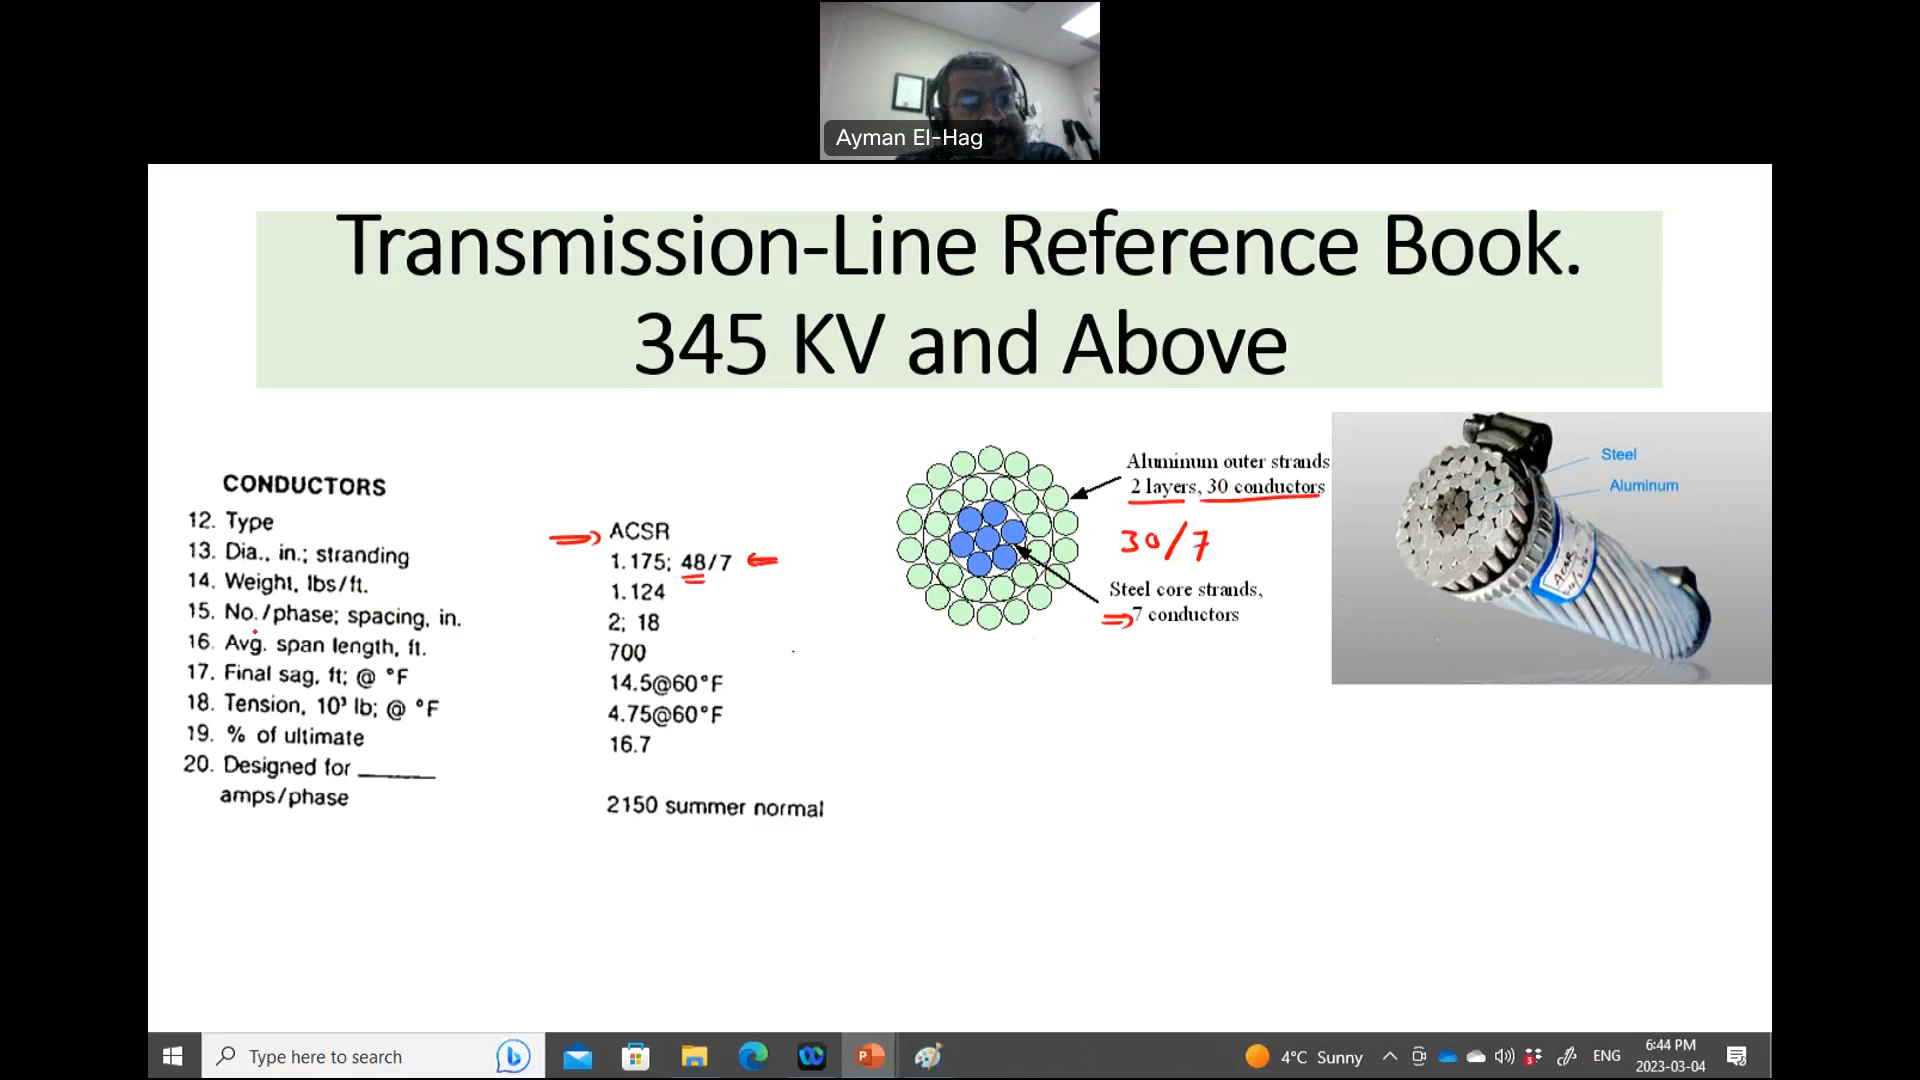 Ayman El-Hag
Transmission-Line Reference Book.
345 KV and Above
CONDUCTORS
12. Type
ACSR
13. Dia., in.; stranding
1.175; 48/7
14. Weight, lbs/ft.
1.124
15. No./phase; spacing, in.
2; 18
16. Avg. span length, ft.
700
17. Final sag, ft; @ °F
14.5@60°F
18. Tension, 10³ lb; @ °F
4.75@60°F
19. % of ultimate
16.7
20. Designed for ______
amps/phase
2150 summer normal
Aluminum outer strands
2 layers, 30 conductors
30/7
Steel core strands,
7 conductors
Steel
Aluminum
ACSR
Type here to search
4°C Sunny
ENG
6:44 PM
2023-03-04